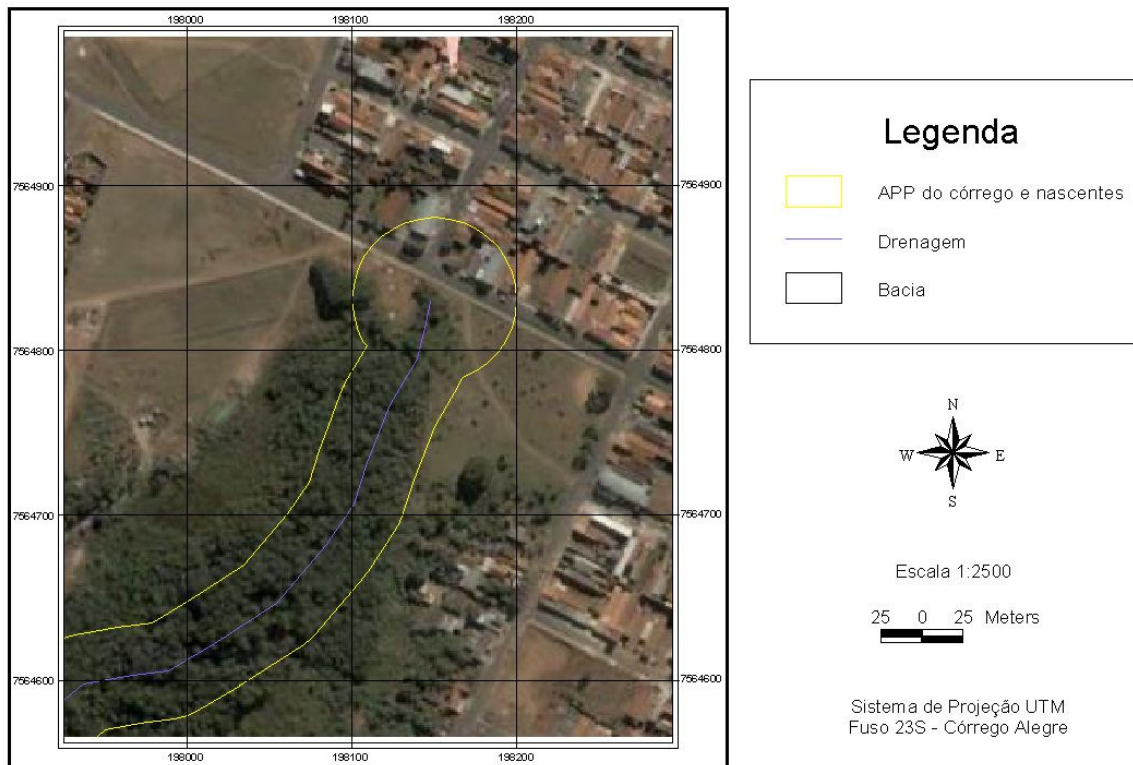 198000 198100 198200
7564900 7564900
7564800 7564800
7564700 7564700
7564600 7564600
198000 198100 198200
Legenda
APP do córrego e nascentes
Drenagem
Bacia
N
W E
S
Escala 1:2500
25 0 25 Meters
Sistema de Projeção UTM
Fuso 23S - Córrego Alegre